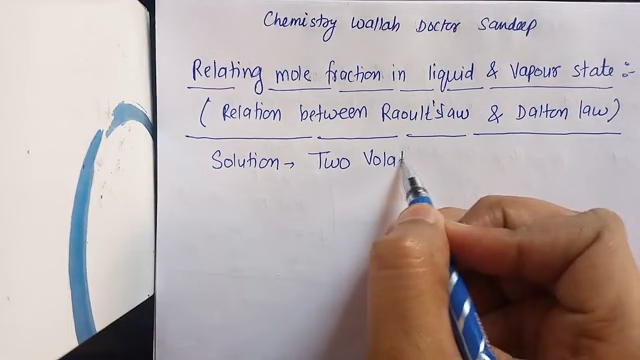 Chemistry wallah Doctor Sandeep
Relating mole fraction in liquid & Vapour state :-
( Relation between Raoult's law & Dalton law )
Solution → Two Volat